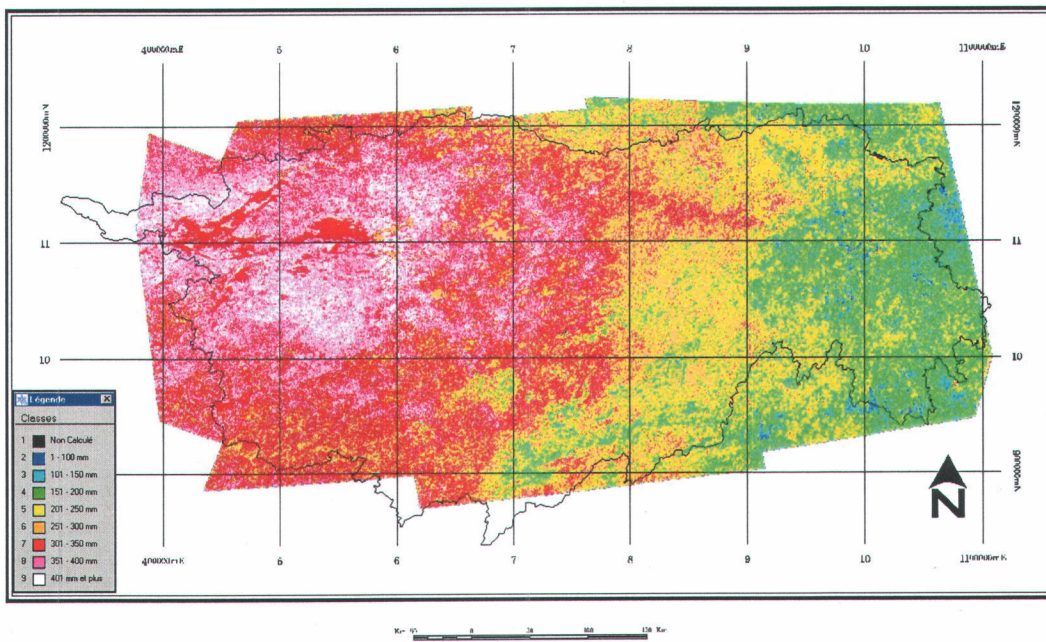 400000mE 5 6 7 8 9 10 1100000mE
1200000mN 1200000mN
11 11
10 10
900000mN
Légende
Classes
1 Non Calculé
2 1 - 100 mm
3 101 - 150 mm
4 151 - 200 mm
5 201 - 250 mm
6 251 - 300 mm
7 301 - 350 mm
8 351 - 400 mm
9 401 mm et plus
N
400000mE 5 6 7 8 9 10 1100000mE
0